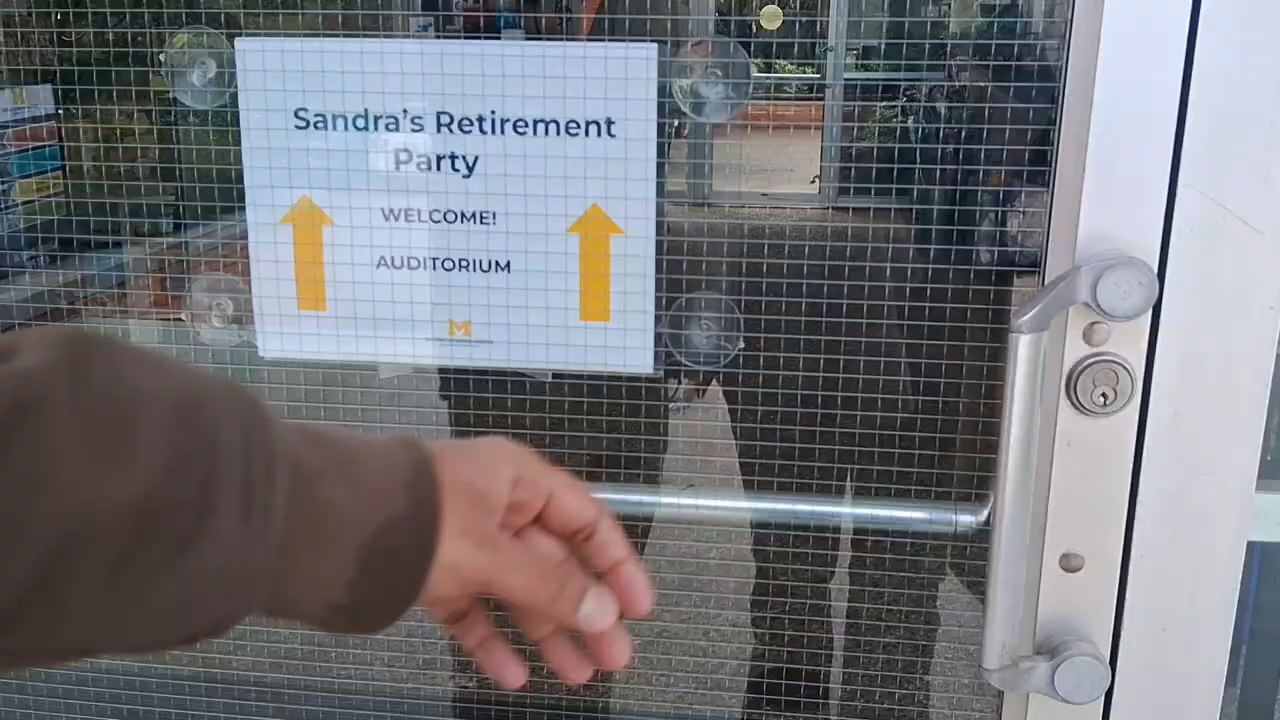 Sandra's Retirement
Party
WELCOME!
AUDITORIUM
M